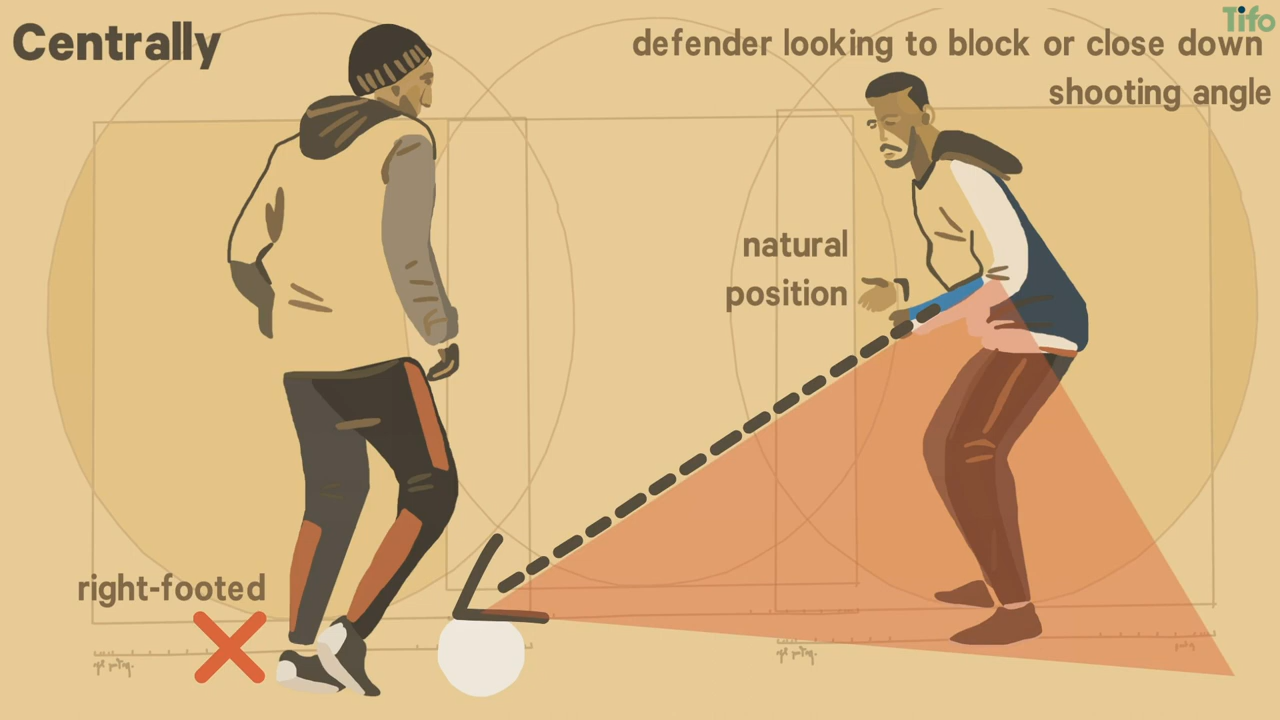 Centrally
Tifo
defender looking to block or close down
shooting angle
natural
position
right-footed